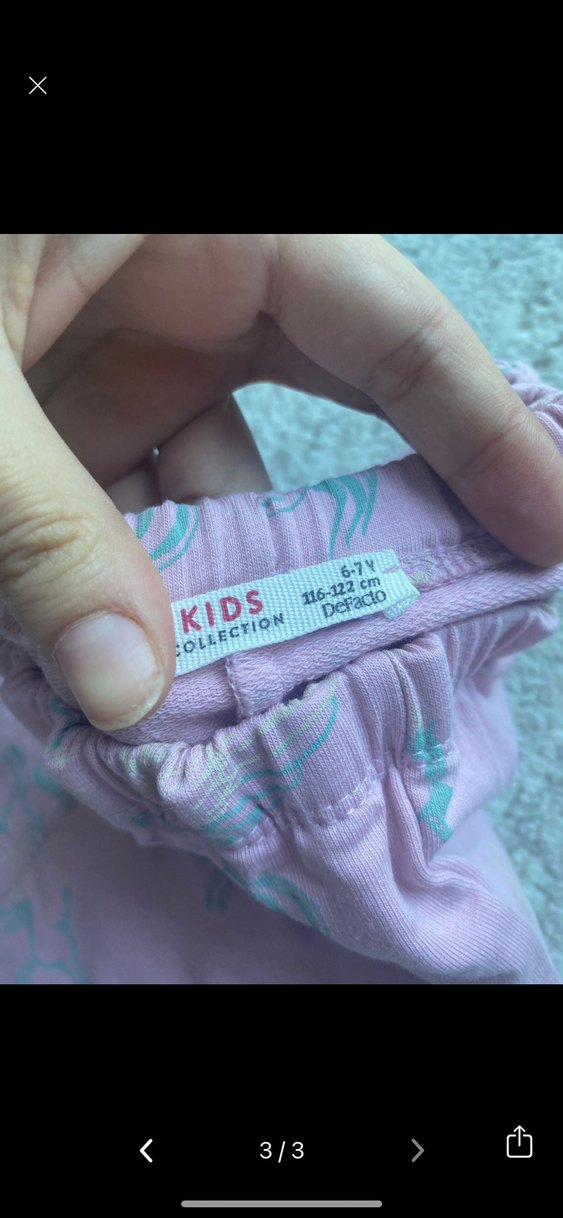 KIDS
COLLECTION
6-7 Y
116-122 cm
DeFacto
3/3